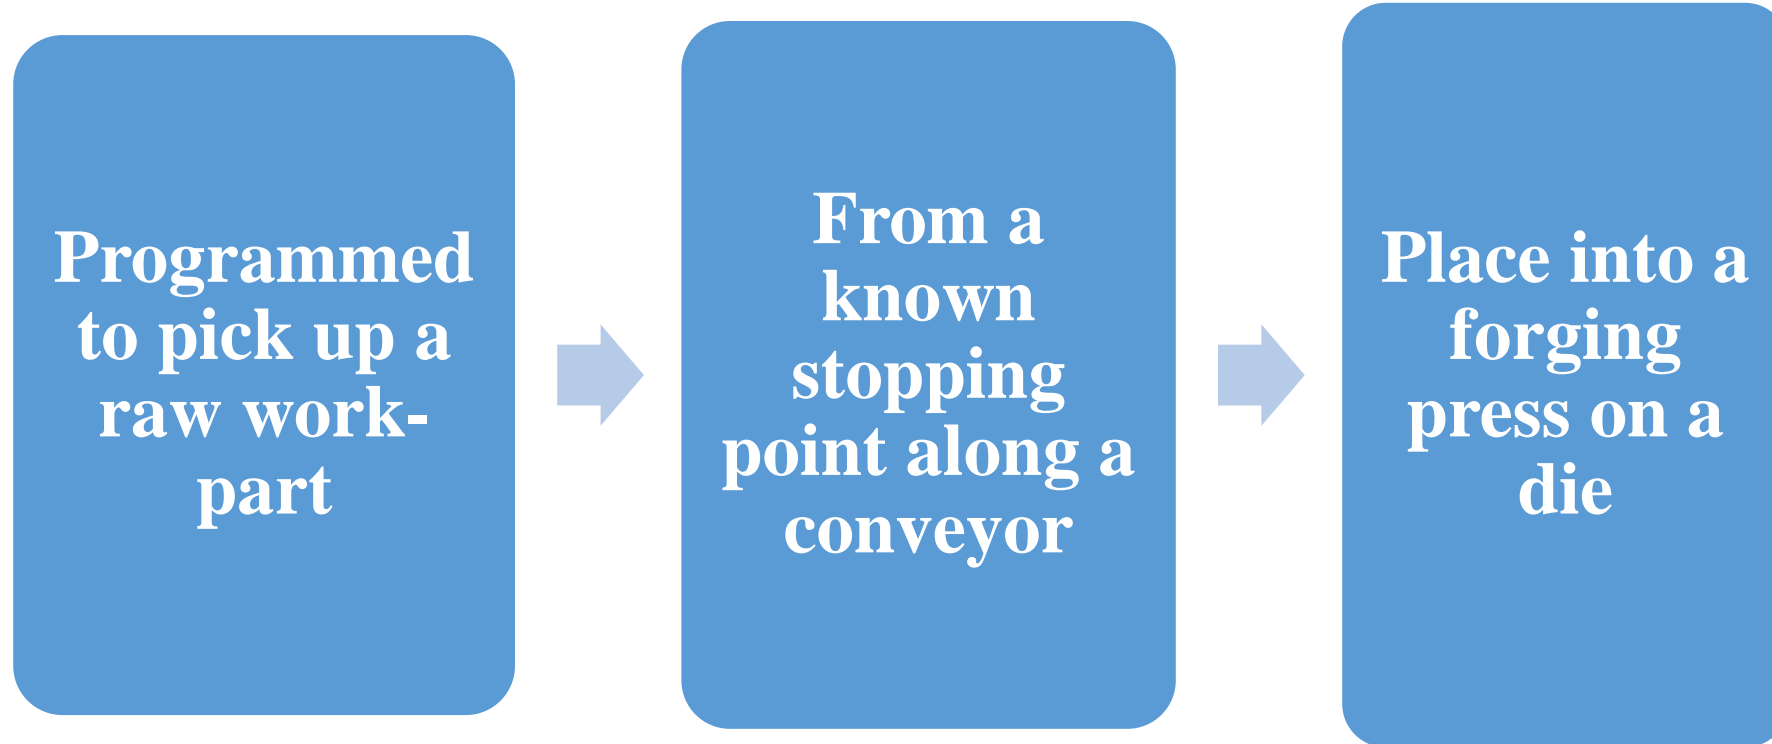 Programmed
to pick up a
raw work-
part
From a
known
stopping
point along a
conveyor
Place into a
forging
press on a
die